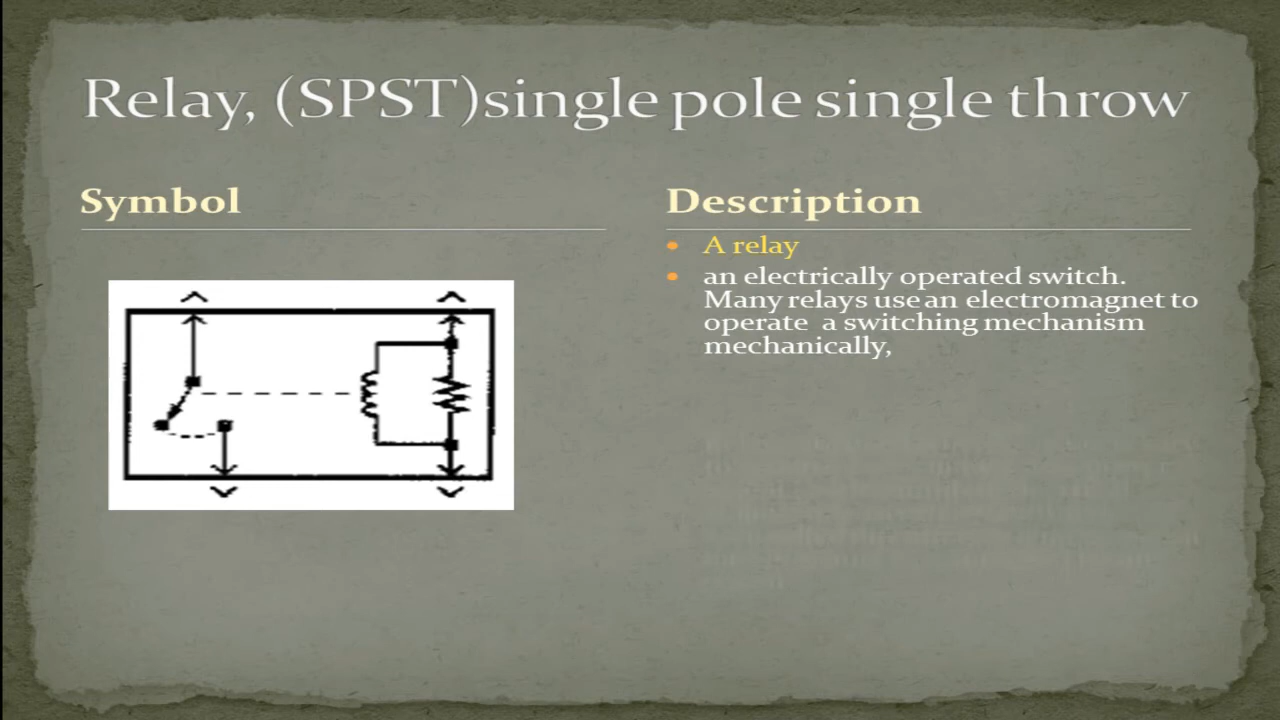 Relay, (SPST)single pole single throw
Symbol
Description
A relay
an electrically operated switch.
Many relays use an electromagnet to
operate a switching mechanism
mechanically,